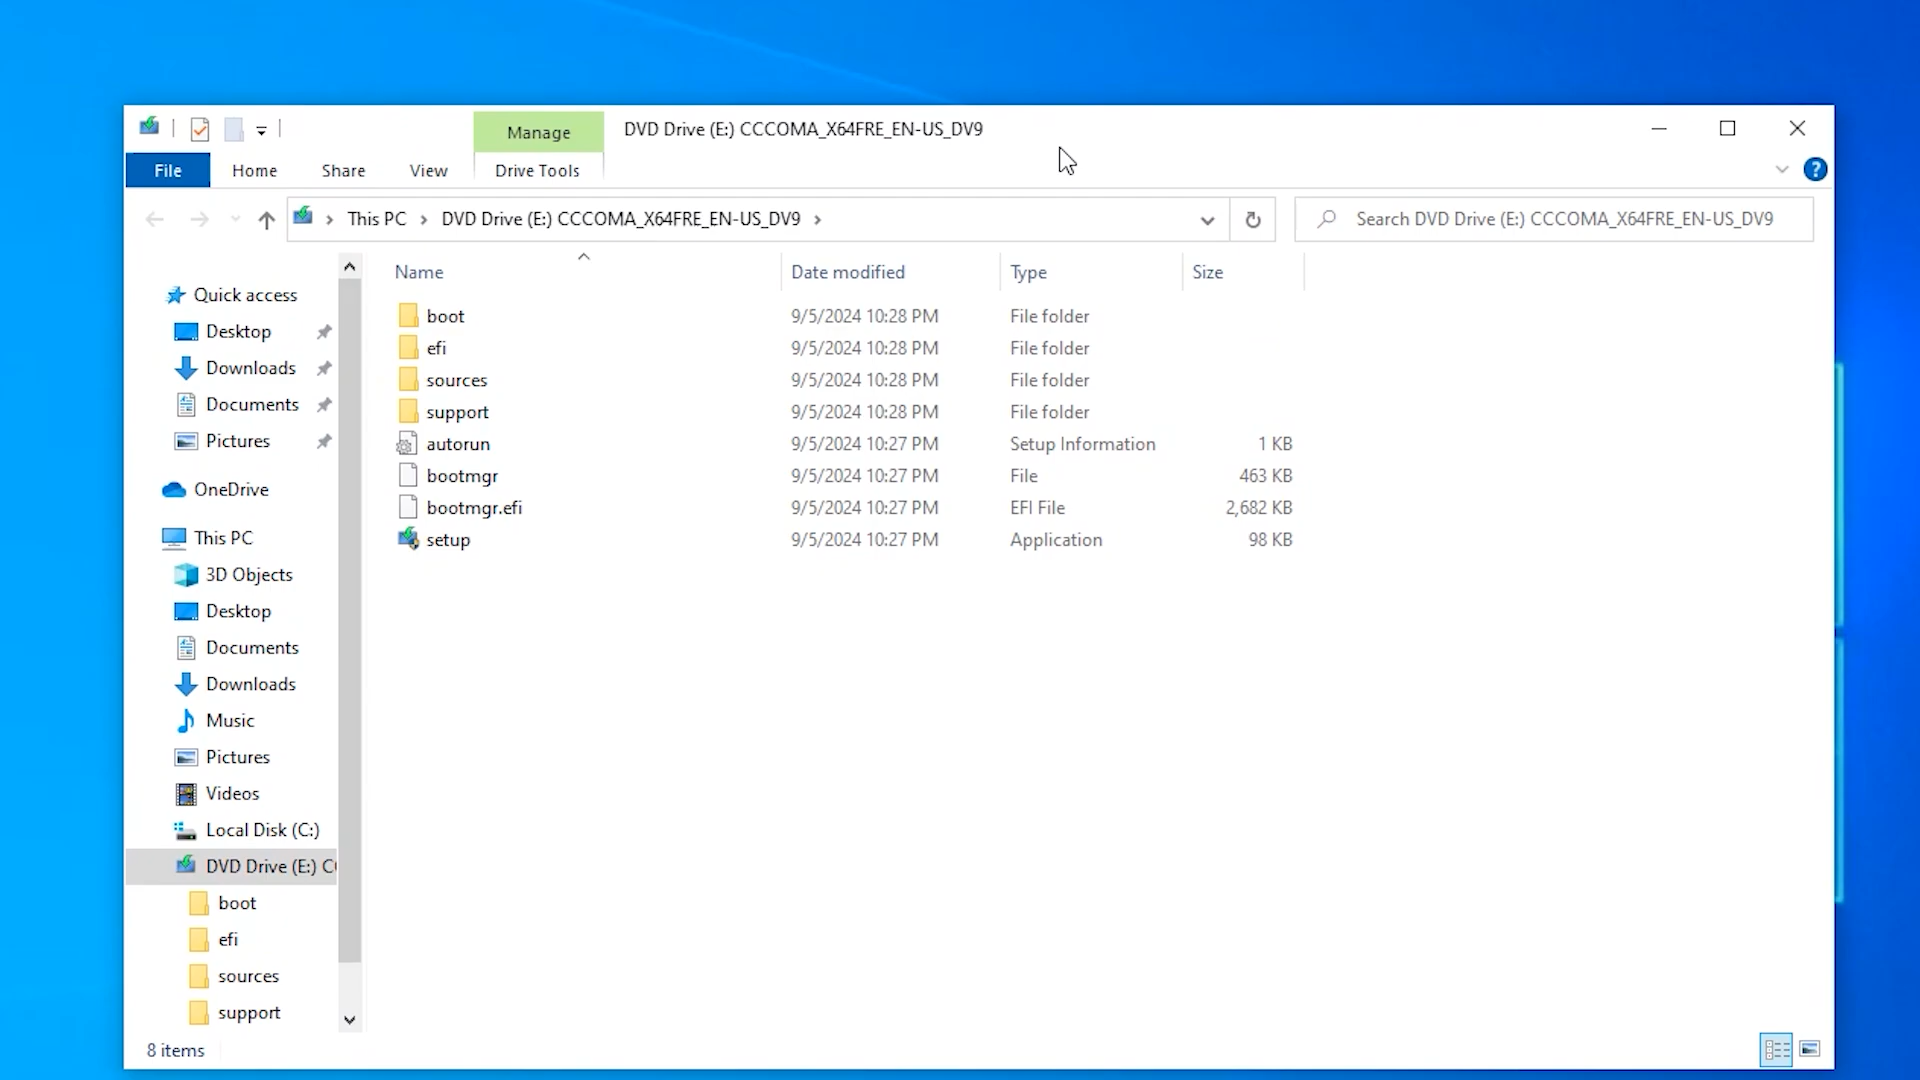 Manage
DVD Drive (E:) CCCOMA_X64FRE_EN-US_DV9
File
Home
Share
View
Drive Tools
?
This PC
DVD Drive (E:) CCCOMA_X64FRE_EN-US_DV9
Search DVD Drive (E:) CCCOMA_X64FRE_EN-US_DV9
Name
Date modified
Type
Size
boot 9/5/2024 10:28 PM File folder
efi 9/5/2024 10:28 PM File folder
sources 9/5/2024 10:28 PM File folder
support 9/5/2024 10:28 PM File folder
autorun 9/5/2024 10:27 PM Setup Information 1 KB
bootmgr 9/5/2024 10:27 PM File 463 KB
bootmgr.efi 9/5/2024 10:27 PM EFI File 2,682 KB
setup 9/5/2024 10:27 PM Application 98 KB
Quick access
Desktop
Downloads
Documents
Pictures
OneDrive
This PC
3D Objects
Desktop
Documents
Downloads
Music
Pictures
Videos
Local Disk (C:)
DVD Drive (E:) C
boot
efi
sources
support
8 items